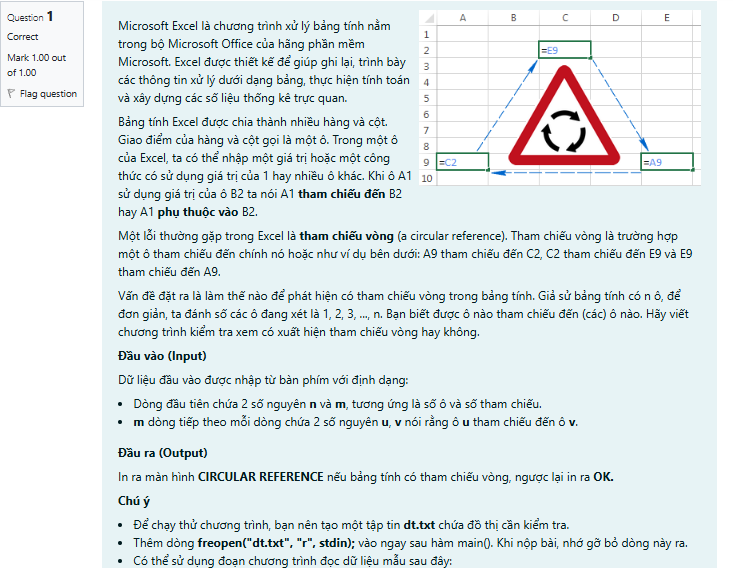 Question 1
Correct
Mark 1.00 out
of 1.00
Flag question
Microsoft Excel là chương trình xử lý bảng tính nằm
trong bộ Microsoft Office của hãng phần mềm
Microsoft. Excel được thiết kế để giúp ghi lại, trình bày
các thông tin xử lý dưới dạng bảng, thực hiện tính toán
và xây dựng các số liệu thống kê trực quan.
Bảng tính Excel được chia thành nhiều hàng và cột.
Giao điểm của hàng và cột gọi là một ô. Trong một ô
của Excel, ta có thể nhập một giá trị hoặc một công
thức có sử dụng giá trị của 1 hay nhiều ô khác. Khi ô A1
sử dụng giá trị của ô B2 ta nói A1 tham chiếu đến B2
hay A1 phụ thuộc vào B2.
A B C D E
1
2 =E9
3
4
5
6
7
8
9 =C2 =A9
10
Một lỗi thường gặp trong Excel là tham chiếu vòng (a circular reference). Tham chiếu vòng là trường hợp
một ô tham chiếu đến chính nó hoặc như ví dụ bên dưới: A9 tham chiếu đến C2, C2 tham chiếu đến E9 và E9
tham chiếu đến A9.
Vấn đề đặt ra là làm thế nào để phát hiện có tham chiếu vòng trong bảng tính. Giả sử bảng tính có n ô, để
đơn giản, ta đánh số các ô đang xét là 1, 2, 3, ..., n. Bạn biết được ô nào tham chiếu đến (các) ô nào. Hãy viết
chương trình kiểm tra xem có xuất hiện tham chiếu vòng hay không.
Đầu vào (Input)
Dữ liệu đầu vào được nhập từ bàn phím với định dạng:
• Dòng đầu tiên chứa 2 số nguyên n và m, tương ứng là số ô và số tham chiếu.
• m dòng tiếp theo mỗi dòng chứa 2 số nguyên u, v nói rằng ô u tham chiếu đến ô v.
Đầu ra (Output)
In ra màn hình CIRCULAR REFERENCE nếu bảng tính có tham chiếu vòng, ngược lại in ra OK.
Chú ý
• Để chạy thử chương trình, bạn nên tạo một tập tin dt.txt chứa đồ thị cần kiểm tra.
• Thêm dòng freopen("dt.txt", "r", stdin); vào ngay sau hàm main(). Khi nộp bài, nhớ gỡ bỏ dòng này ra.
• Có thể sử dụng đoạn chương trình đọc dữ liệu mẫu sau đây: